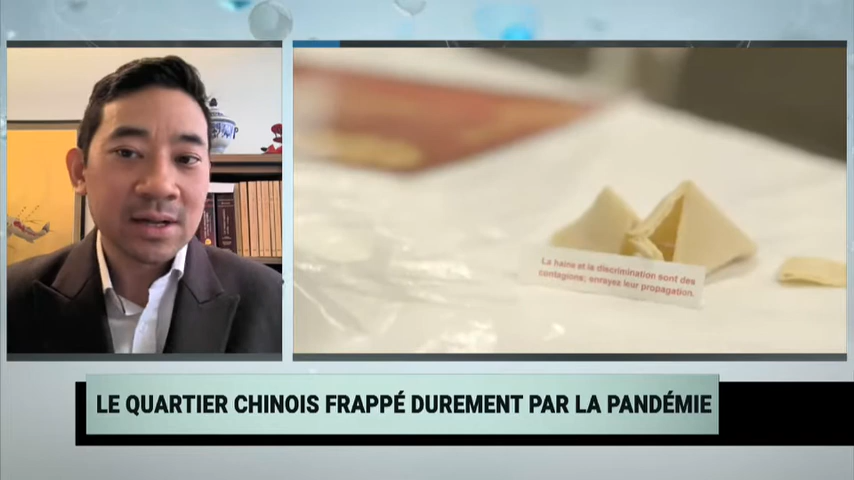 La haine et la discrimination sont des
contagions; enrayez leur propagation.
LE QUARTIER CHINOIS FRAPPÉ DUREMENT PAR LA PANDÉMIE